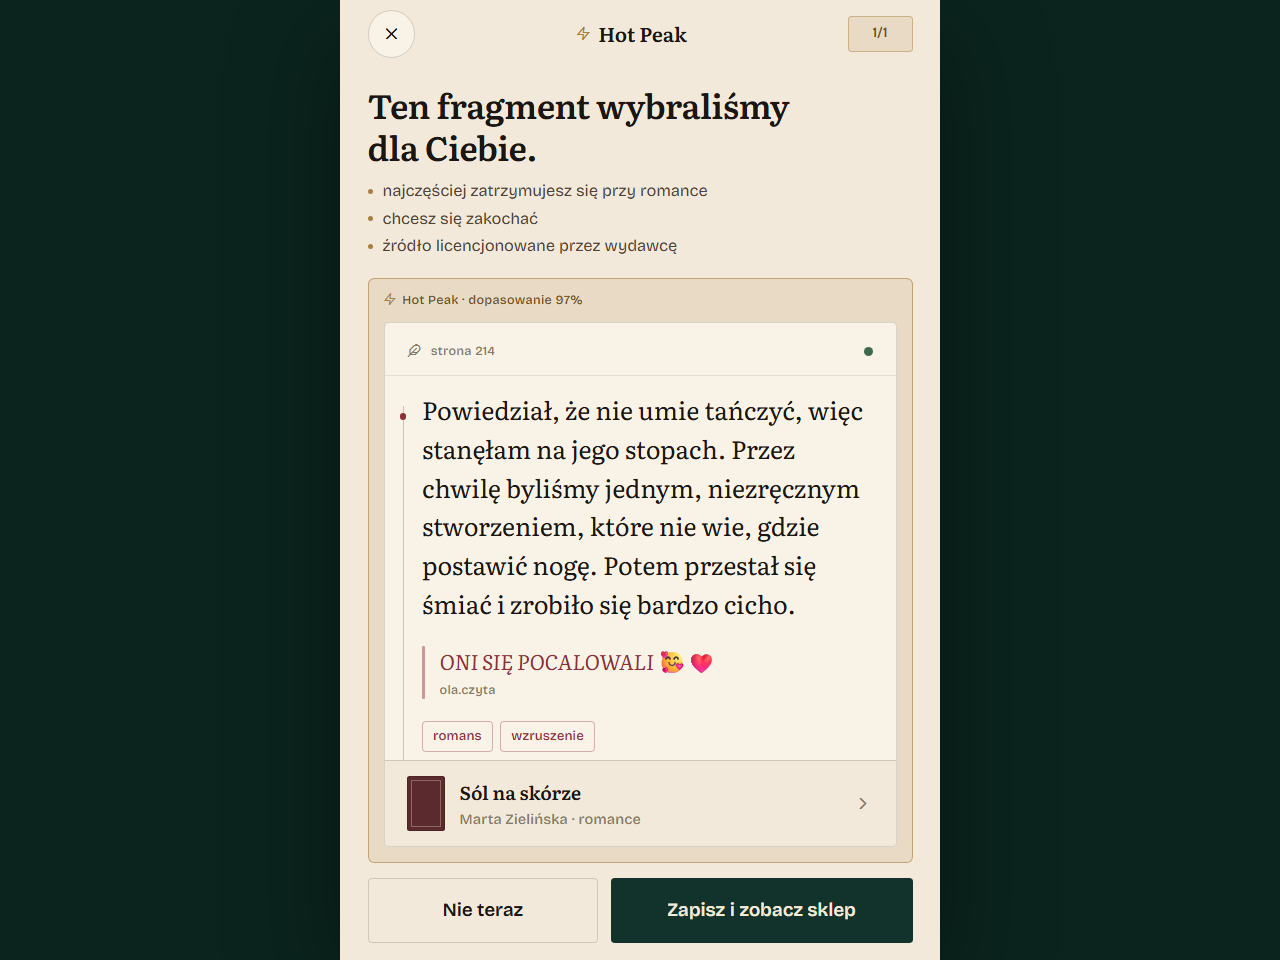 Hot Peak
1/1
Ten fragment wybraliśmy
dla Ciebie.
najczęściej zatrzymujesz się przy romance
chcesz się zakochać
źródło licencjonowane przez wydawcę
Hot Peak · dopasowanie 97%
strona 214
Powiedział, że nie umie tańczyć, więc
stanęłam na jego stopach. Przez
chwilę byliśmy jednym, niezręcznym
stworzeniem, które nie wie, gdzie
postawić nogę. Potem przestał się
śmiać i zrobiło się bardzo cicho.
ONI SIĘ POCALOWALI 🥰 ❤️
ola.czyta
romans wzruszenie
Sól na skórze
Marta Zielińska · romance
Nie teraz Zapisz i zobacz sklep